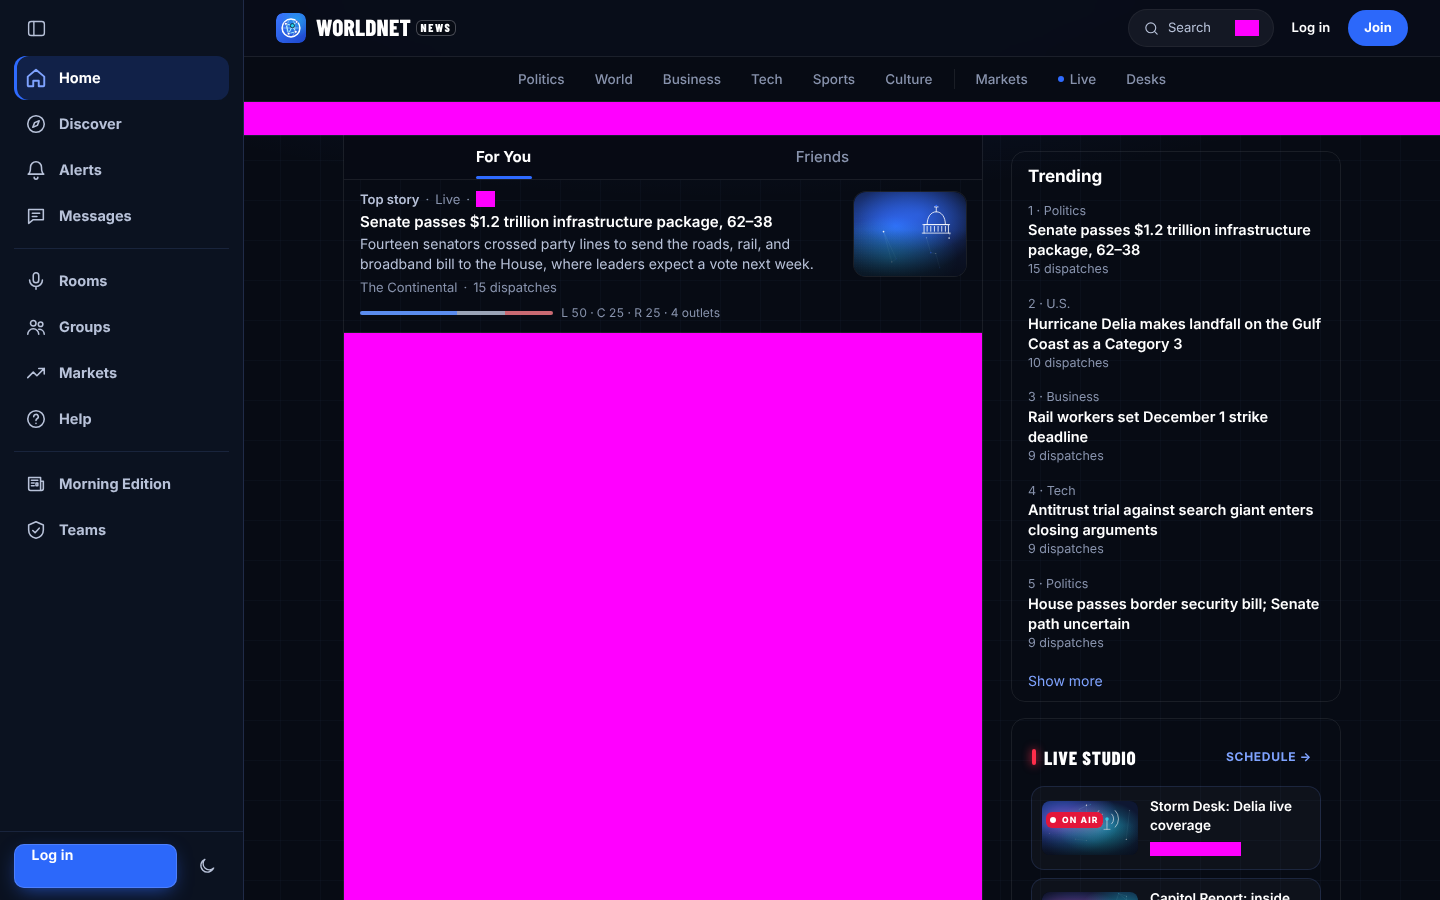 Home
Discover
Alerts
Messages
Rooms
Groups
Markets
Help
Morning Edition
Teams
Log in
WORLDNET NEWS
Search
Log in
Join
Politics
World
Business
Tech
Sports
Culture
Markets
Live
Desks
For You
Friends
Top story · Live ·
Senate passes $1.2 trillion infrastructure package, 62–38
Fourteen senators crossed party lines to send the roads, rail, and
broadband bill to the House, where leaders expect a vote next week.
The Continental · 15 dispatches
L 50 · C 25 · R 25 · 4 outlets
Trending
1 · Politics
Senate passes $1.2 trillion infrastructure
package, 62–38
15 dispatches
2 · U.S.
Hurricane Delia makes landfall on the Gulf
Coast as a Category 3
10 dispatches
3 · Business
Rail workers set December 1 strike
deadline
9 dispatches
4 · Tech
Antitrust trial against search giant enters
closing arguments
9 dispatches
5 · Politics
House passes border security bill; Senate
path uncertain
9 dispatches
Show more
LIVE STUDIO
SCHEDULE →
ON AIR
Storm Desk: Delia live
coverage
Capitol Report: inside